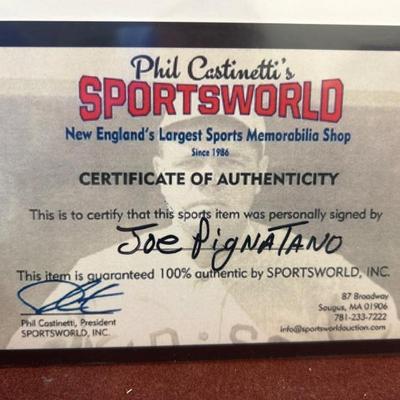 Phil Castinetti's
SPORTSWORLD
New England's Largest Sports Memorabilia Shop
Since 1986
CERTIFICATE OF AUTHENTICITY
This is to certify that this sports item was personally signed by
Joe Pignatano
This item is guaranteed 100% authentic by SPORTSWORLD, INC.
Phil Castinetti, President
SPORTSWORLD, INC.
87 Broadway
Saugus, MA 01906
781-233-7222
info@sportsworldauction.com